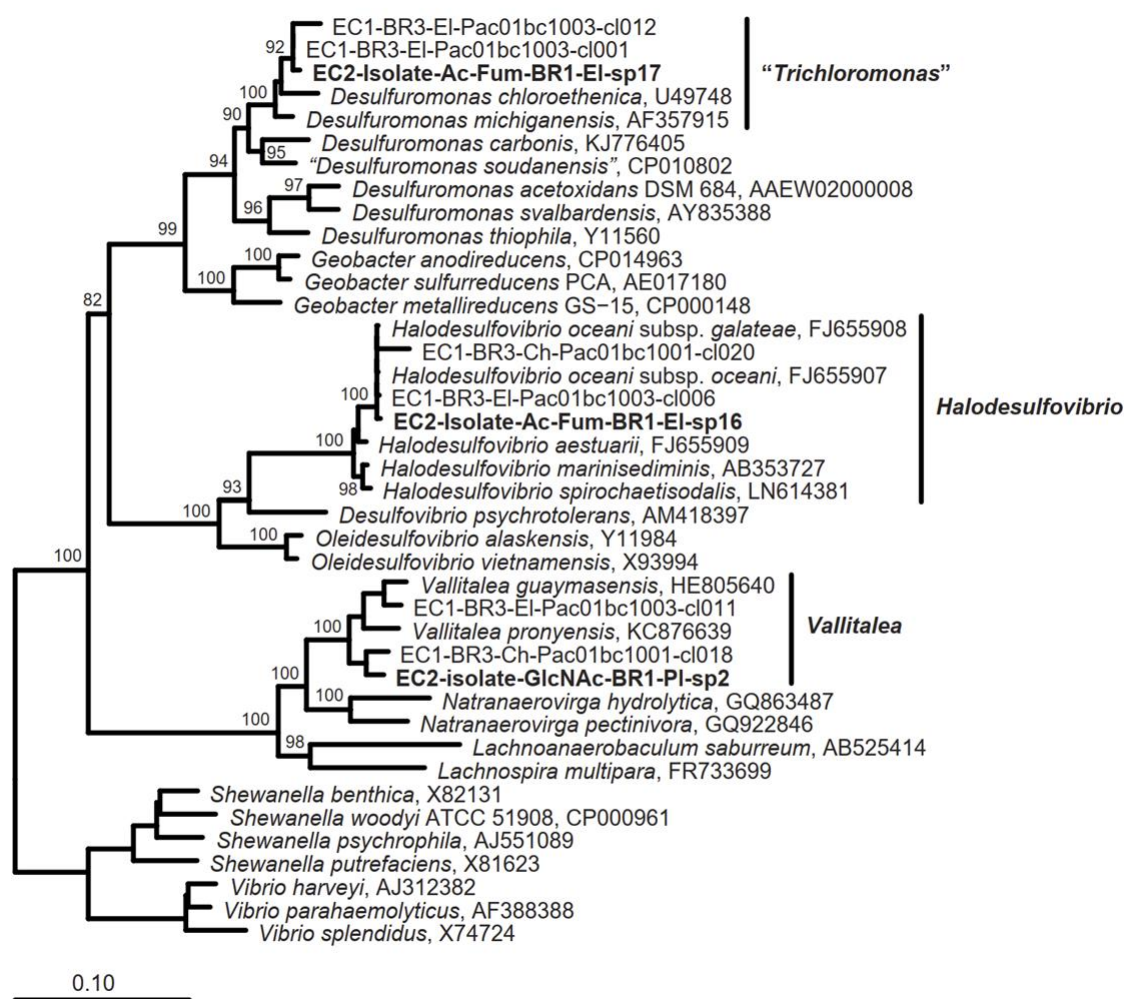 EC1-BR3-El-Pac01bc1003-cl012
92
EC1-BR3-El-Pac01bc1003-cl001
EC2-Isolate-Ac-Fum-BR1-El-sp17
“Trichloromonas”
100
Desulfuromonas chloroethenica, U49748
90
Desulfuromonas michiganensis, AF357915
Desulfuromonas carbonis, KJ776405
95
94
“Desulfuromonas soudanensis”, CP010802
97
Desulfuromonas acetoxidans DSM 684, AAEW02000008
96
Desulfuromonas svalbardensis, AY835388
99
Desulfuromonas thiophila, Y11560
100
Geobacter anodireducens, CP014963
100
Geobacter sulfurreducens PCA, AE017180
82
Geobacter metallireducens GS−15, CP000148
Halodesulfovibrio oceani subsp. galateae, FJ655908
EC1-BR3-Ch-Pac01bc1001-cl020
Halodesulfovibrio oceani subsp. oceani, FJ655907
100
EC1-BR3-El-Pac01bc1003-cl006
Halodesulfovibrio
EC2-Isolate-Ac-Fum-BR1-El-sp16
100
Halodesulfovibrio aestuarii, FJ655909
Halodesulfovibrio marinisediminis, AB353727
93
98
Halodesulfovibrio spirochaetisodalis, LN614381
100
Desulfovibrio psychrotolerans, AM418397
100
Oleidesulfovibrio alaskensis, Y11984
100
Oleidesulfovibrio vietnamensis, X93994
Vallitalea guaymasensis, HE805640
EC1-BR3-El-Pac01bc1003-cl011
100
Vallitalea pronyensis, KC876639
Vallitalea
EC1-BR3-Ch-Pac01bc1001-cl018
100
EC2-isolate-GlcNAc-BR1-Pl-sp2
100
Natranaerovirga hydrolytica, GQ863487
100
Natranaerovirga pectinivora, GQ922846
98
Lachnoanaerobaculum saburreum, AB525414
Lachnospira multipara, FR733699
Shewanella benthica, X82131
Shewanella woodyi ATCC 51908, CP000961
Shewanella psychrophila, AJ551089
Shewanella putrefaciens, X81623
Vibrio harveyi, AJ312382
Vibrio parahaemolyticus, AF388388
Vibrio splendidus, X74724
0.10